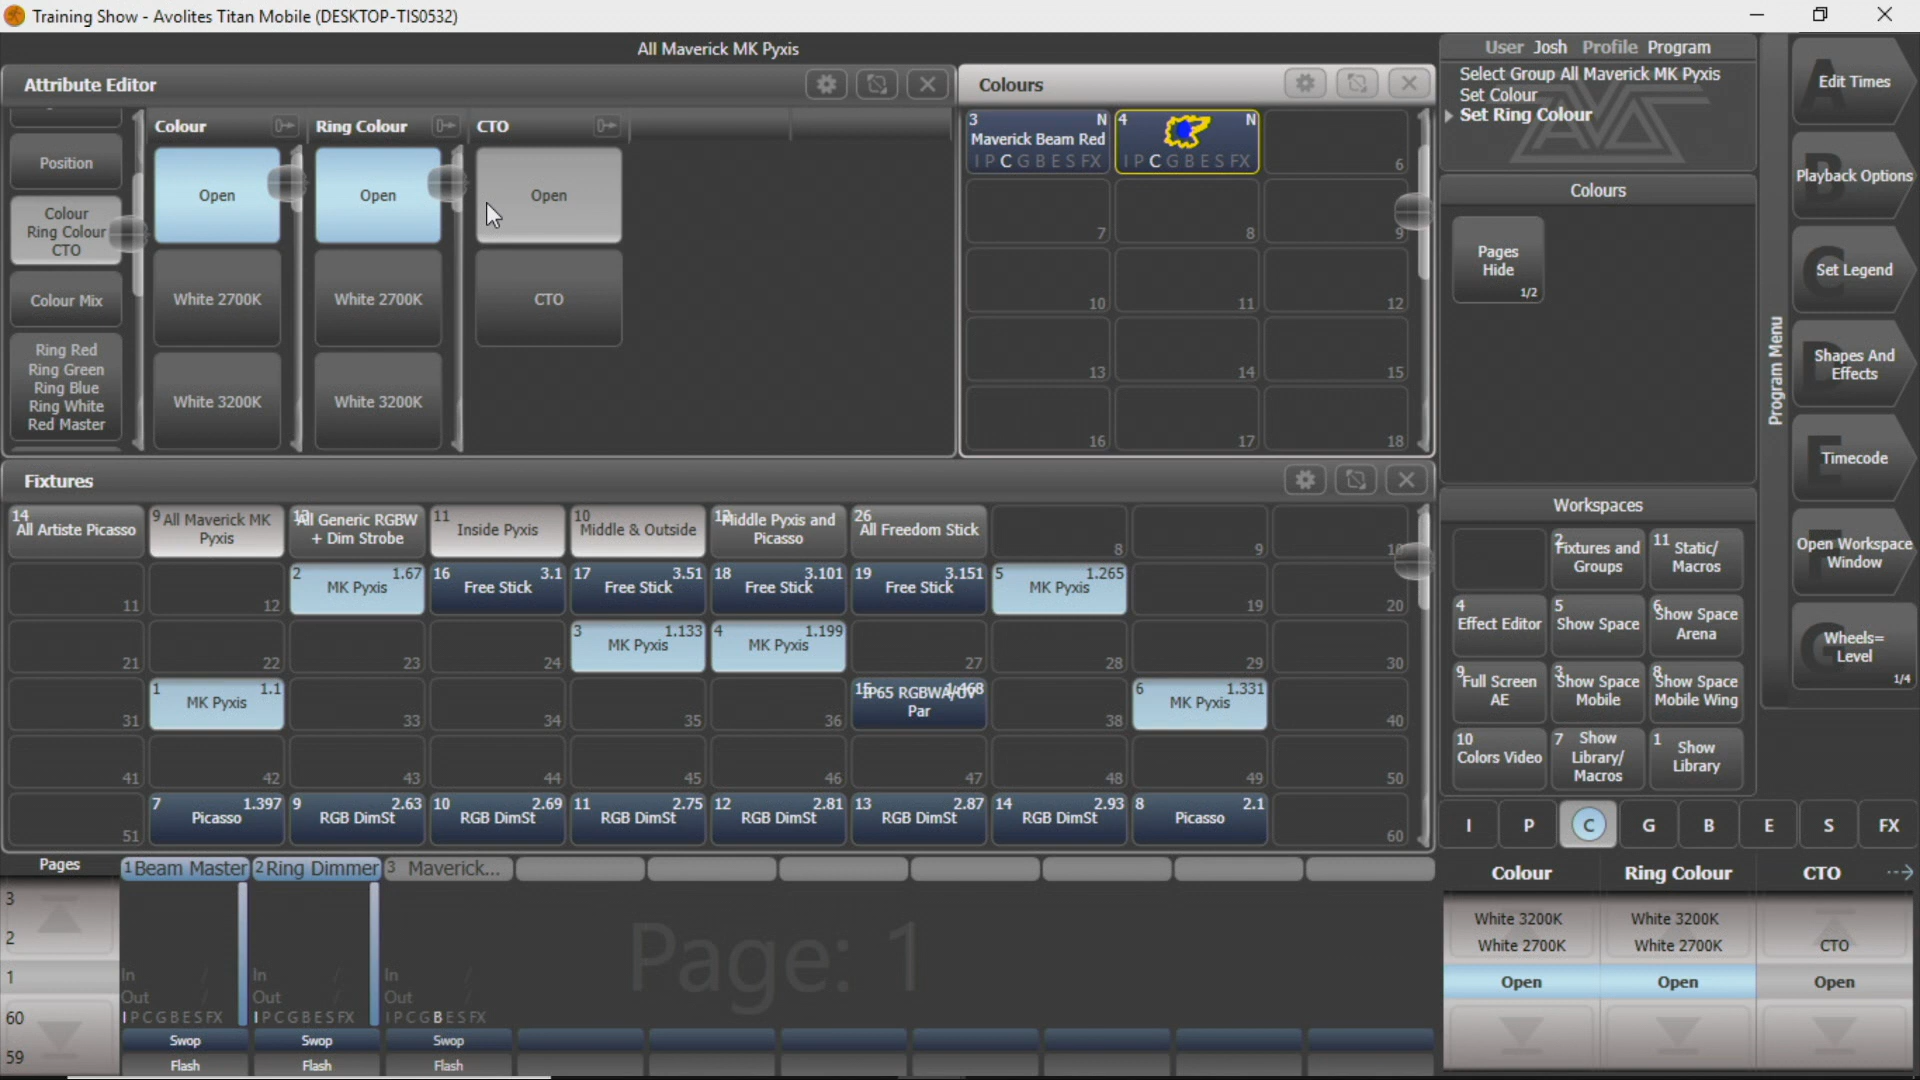 Training Show - Avolites Titan Mobile (DESKTOP-TIS0532)
All Maverick MK Pyxis
Attribute Editor
Position
Colour
Ring Colour
CTO
Colour Mix
Ring Red
Ring Green
Ring Blue
Ring White
Red Master
Colour
Open
White 2700K
White 3200K
Ring Colour
Open
White 2700K
White 3200K
CTO
Open
CTO
Colours
3 N
Maverick Beam Red
I P C G B E S FX
4 N
I P C G B E S FX
6
7 8 9
10 11 12
13 14 15
16 17 18
User Josh Profile Program
Select Group All Maverick MK Pyxis
Set Colour
Set Ring Colour
AVO
Colours
Pages
Hide
1/2
Program Menu
A
Edit Times
B
Playback Options
C
Set Legend
D
Shapes And
Effects
E
Timecode
F
Open Workspace
Window
G
Wheels=
Level
1/4
Fixtures
14
All Artiste Picasso
9 All Maverick MK
Pyxis
All Generic RGBW
+ Dim Strobe
11
Inside Pyxis
10
Middle & Outside
Middle Pyxis and
Picasso
26
All Freedom Stick
8
9
10
11
12
2 1.67
MK Pyxis
16 3.1
Free Stick
17 3.51
Free Stick
18 3.101
Free Stick
19 3.151
Free Stick
5 1.265
MK Pyxis
19
20
21
22
23
24
3 1.133
MK Pyxis
4 1.199
MK Pyxis
27
28
29
30
31
1 1.1
MK Pyxis
33
34
35
36
15 1.468
IP65 RGBWA/UV
Par
38
6 1.331
MK Pyxis
40
41
42
43
44
45
46
47
48
49
50
51
7 1.397
Picasso
9 2.63
RGB DimSt
10 2.69
RGB DimSt
11 2.75
RGB DimSt
12 2.81
RGB DimSt
13 2.87
RGB DimSt
14 2.93
RGB DimSt
8 2.1
Picasso
60
Workspaces
2
Fixtures and
Groups
11
Static/
Macros
4
Effect Editor
5
Show Space
6
Show Space
Arena
9
Full Screen
AE
3
Show Space
Mobile
8
Show Space
Mobile Wing
10
Colors Video
7 Show
Library/
Macros
1
Show
Library
I P C G B E S FX
Pages
3
2
1
60
59
1 Beam Master
In /
Out /
I P C G B E S FX
Swop
Flash
2 Ring Dimmer
In /
Out /
I P C G B E S FX
Swop
Flash
3 Maverick...
In /
Out /
I P C G B E S FX
Swop
Flash
Page: 1
Colour
White 3200K
White 2700K
Open
Ring Colour
White 3200K
White 2700K
Open
CTO
CTO
Open